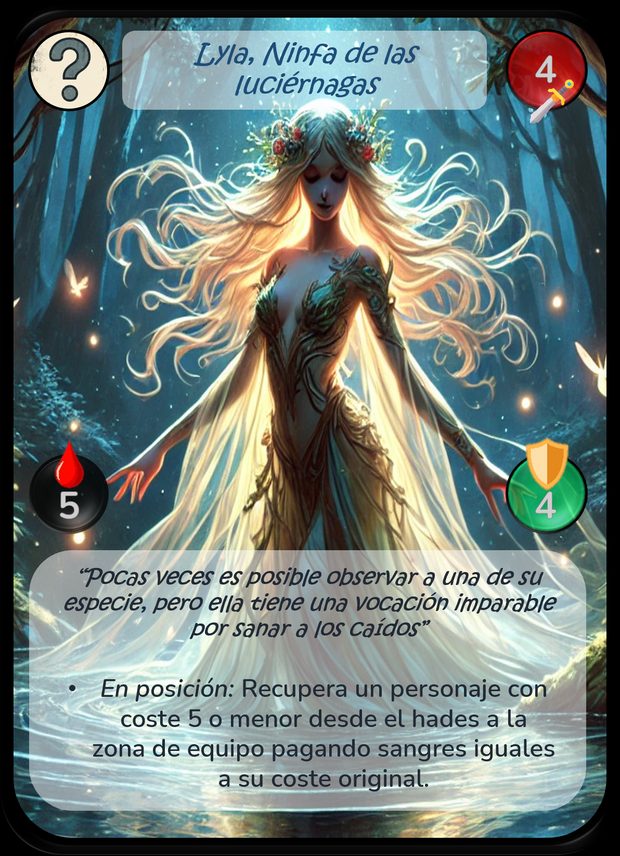 ?
Lyla, Ninfa de las
luciérnagas
4
5
4
“Pocas veces es posible observar a una de su
especie, pero ella tiene una vocación imparable
por sanar a los caídos”
• En posición: Recupera un personaje con
coste 5 o menor desde el hades a la
zona de equipo pagando sangres iguales
a su coste original.